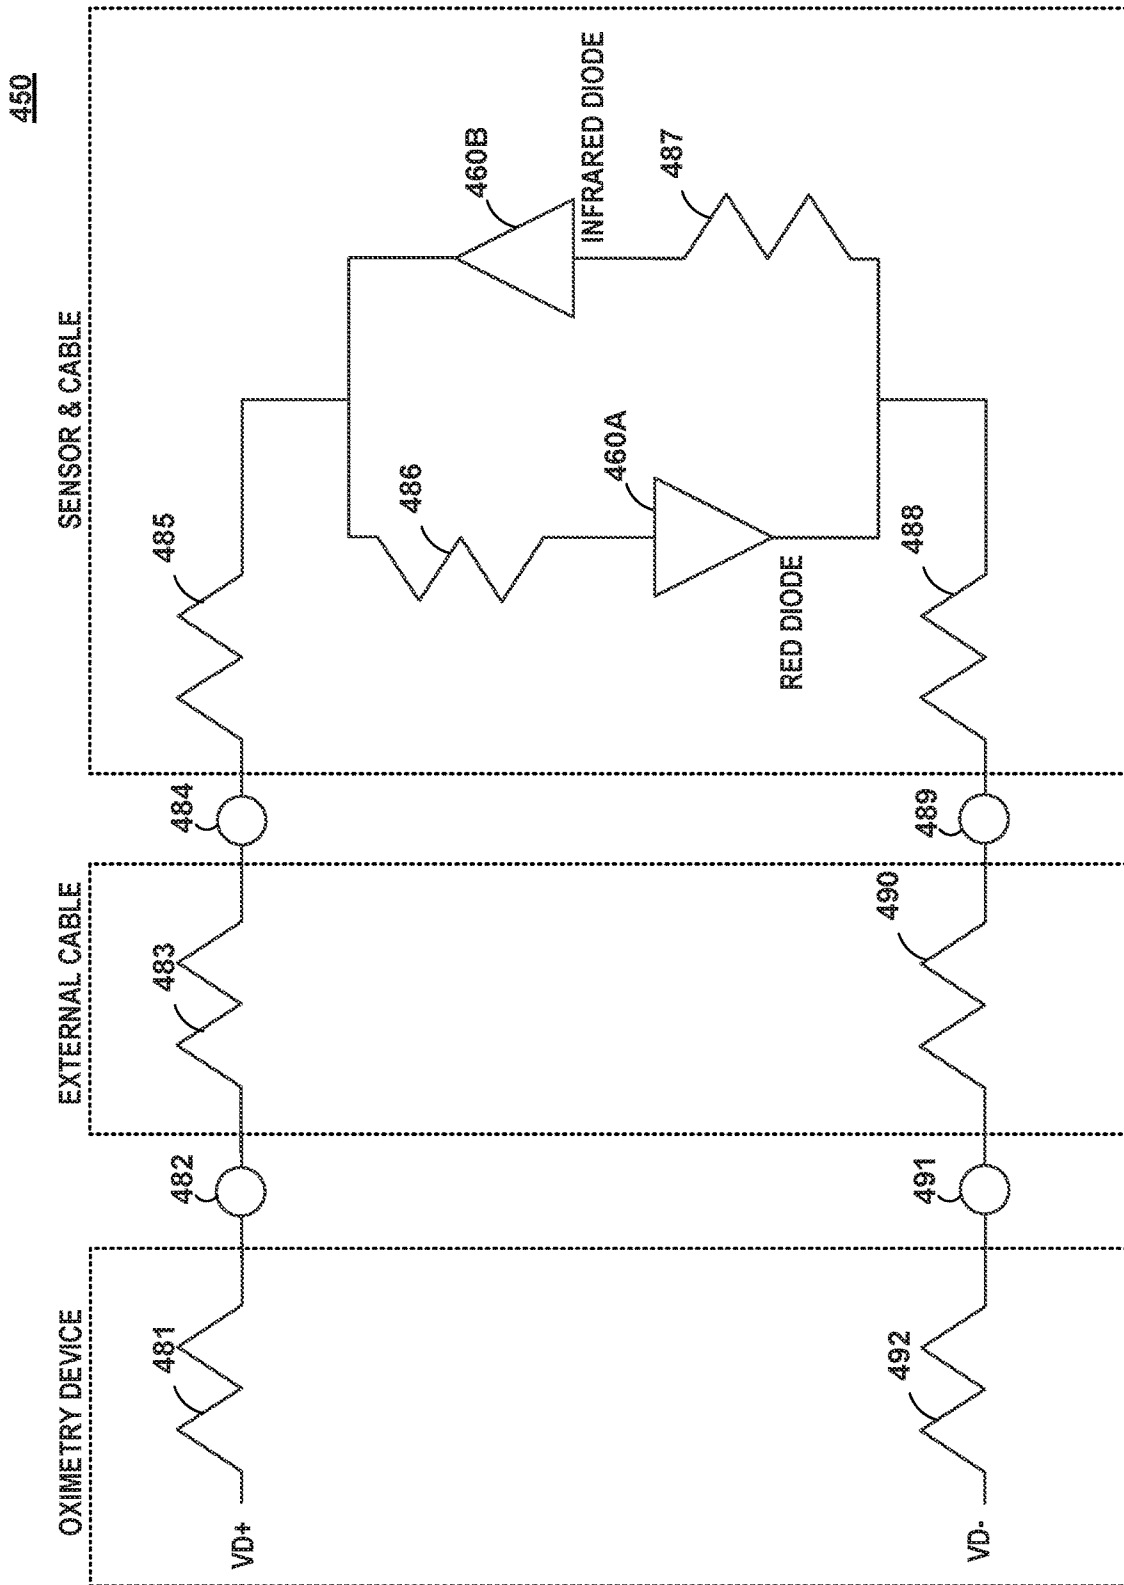 450
OXIMETRY DEVICE
EXTERNAL CABLE
SENSOR & CABLE
VD+
481
482
483
484
485
486
460A
RED DIODE
460B
INFRARED DIODE
487
VD-
492
491
490
489
488